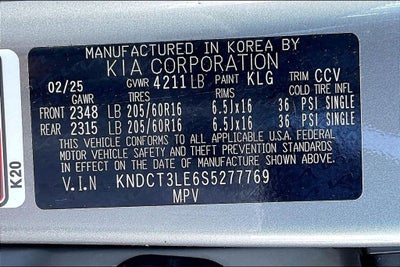 MANUFACTURED IN KOREA BY
KIA CORPORATION
02/25 GVWR 4211 LB PAINT KLG TRIM CCV
GAWR TIRES RIMS COLD TIRE INFL
FRONT 2348 LB 205/60R16 6.5JX16 36 PSI SINGLE
REAR 2315 LB 205/60R16 6.5JX16 36 PSI SINGLE
THIS VEHICLE CONFORMS TO ALL APPLICABLE U.S.A. FEDERAL
MOTOR VEHICLE SAFETY AND THEFT PREVENTION STANDARDS
IN EFFECT ON THE DATE OF MANUFACTURE SHOWN ABOVE.
V.I.N KNDCT3LE6S5277769
MPV
K20